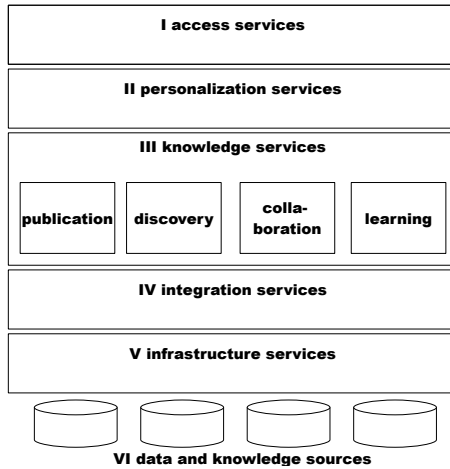 I access services
II personalization services
III knowledge services
publication
discovery
colla-
boration
learning
IV integration services
V infrastructure services
VI data and knowledge sources